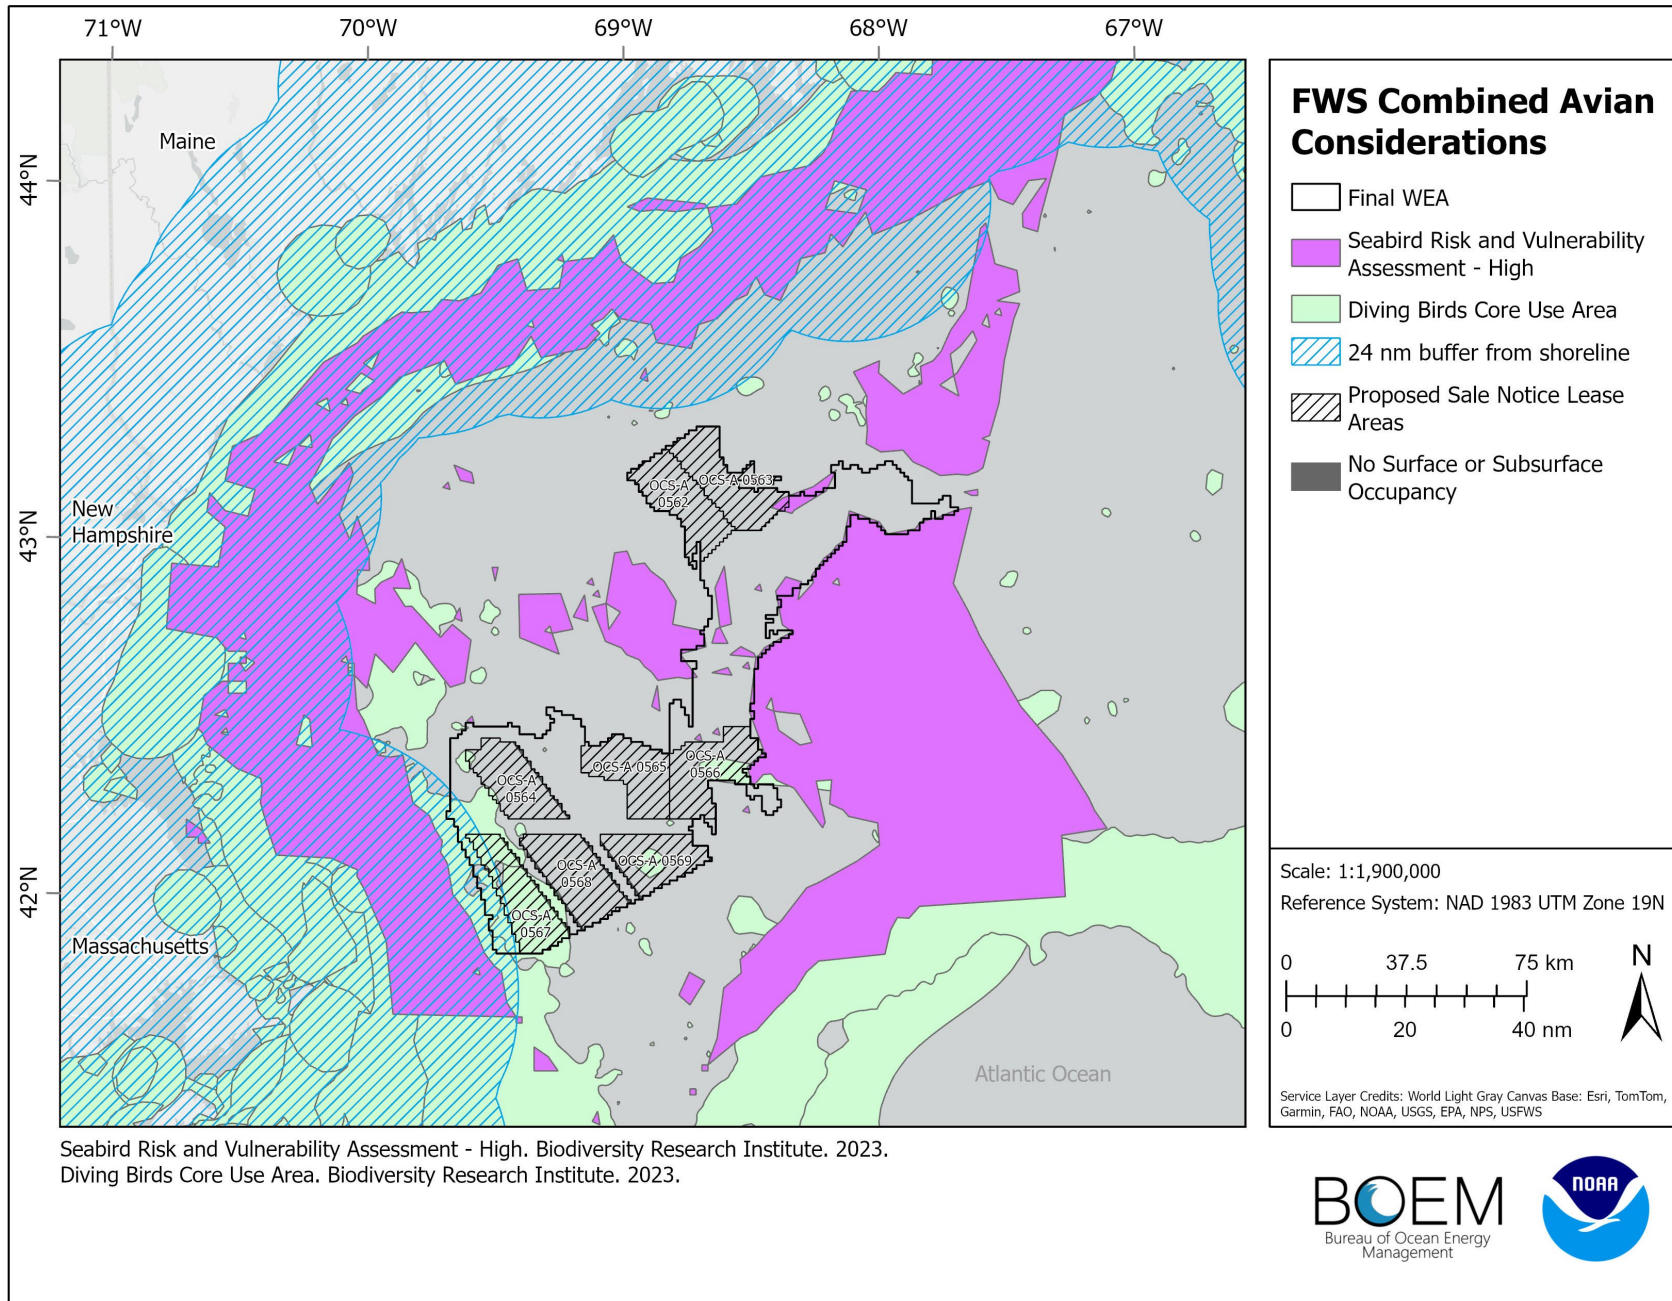 71°W
70°W
69°W
68°W
67°W
44°N
43°N
42°N
Maine
New
Hampshire
Massachusetts
OCS-A
0562
OCS-A 0563
OCS-A
0564
OCS-A 0565
OCS-A
0566
OCS-A
0567
OCS-A
0568
OCS-A 0569
Atlantic Ocean
FWS Combined Avian
Considerations
Final WEA
Seabird Risk and Vulnerability
Assessment - High
Diving Birds Core Use Area
24 nm buffer from shoreline
Proposed Sale Notice Lease
Areas
No Surface or Subsurface
Occupancy
Scale: 1:1,900,000
Reference System: NAD 1983 UTM Zone 19N
0 37.5 75 km
0 20 40 nm
N
Service Layer Credits: World Light Gray Canvas Base: Esri, TomTom,
Garmin, FAO, NOAA, USGS, EPA, NPS, USFWS
Seabird Risk and Vulnerability Assessment - High. Biodiversity Research Institute. 2023.
Diving Birds Core Use Area. Biodiversity Research Institute. 2023.
BOEM
Bureau of Ocean Energy
Management
NOAA